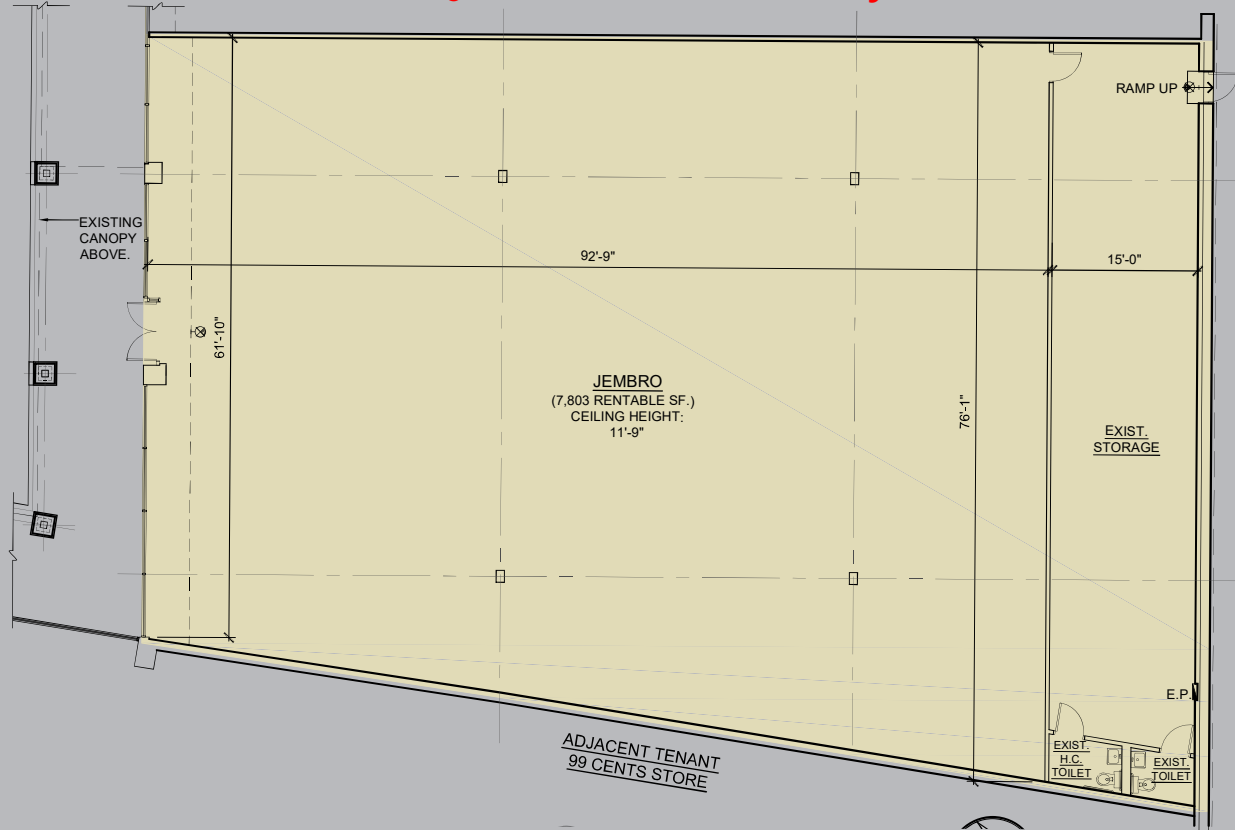 RAMP UP
EXISTING
CANOPY
ABOVE.
92'-9"
15'-0"
61'-10"
JEMBRO
(7,803 RENTABLE SF.)
CEILING HEIGHT:
11'-9"
76'-1"
EXIST.
STORAGE
E.P.
EXIST.
H.C.
TOILET
EXIST.
TOILET
ADJACENT TENANT
99 CENTS STORE